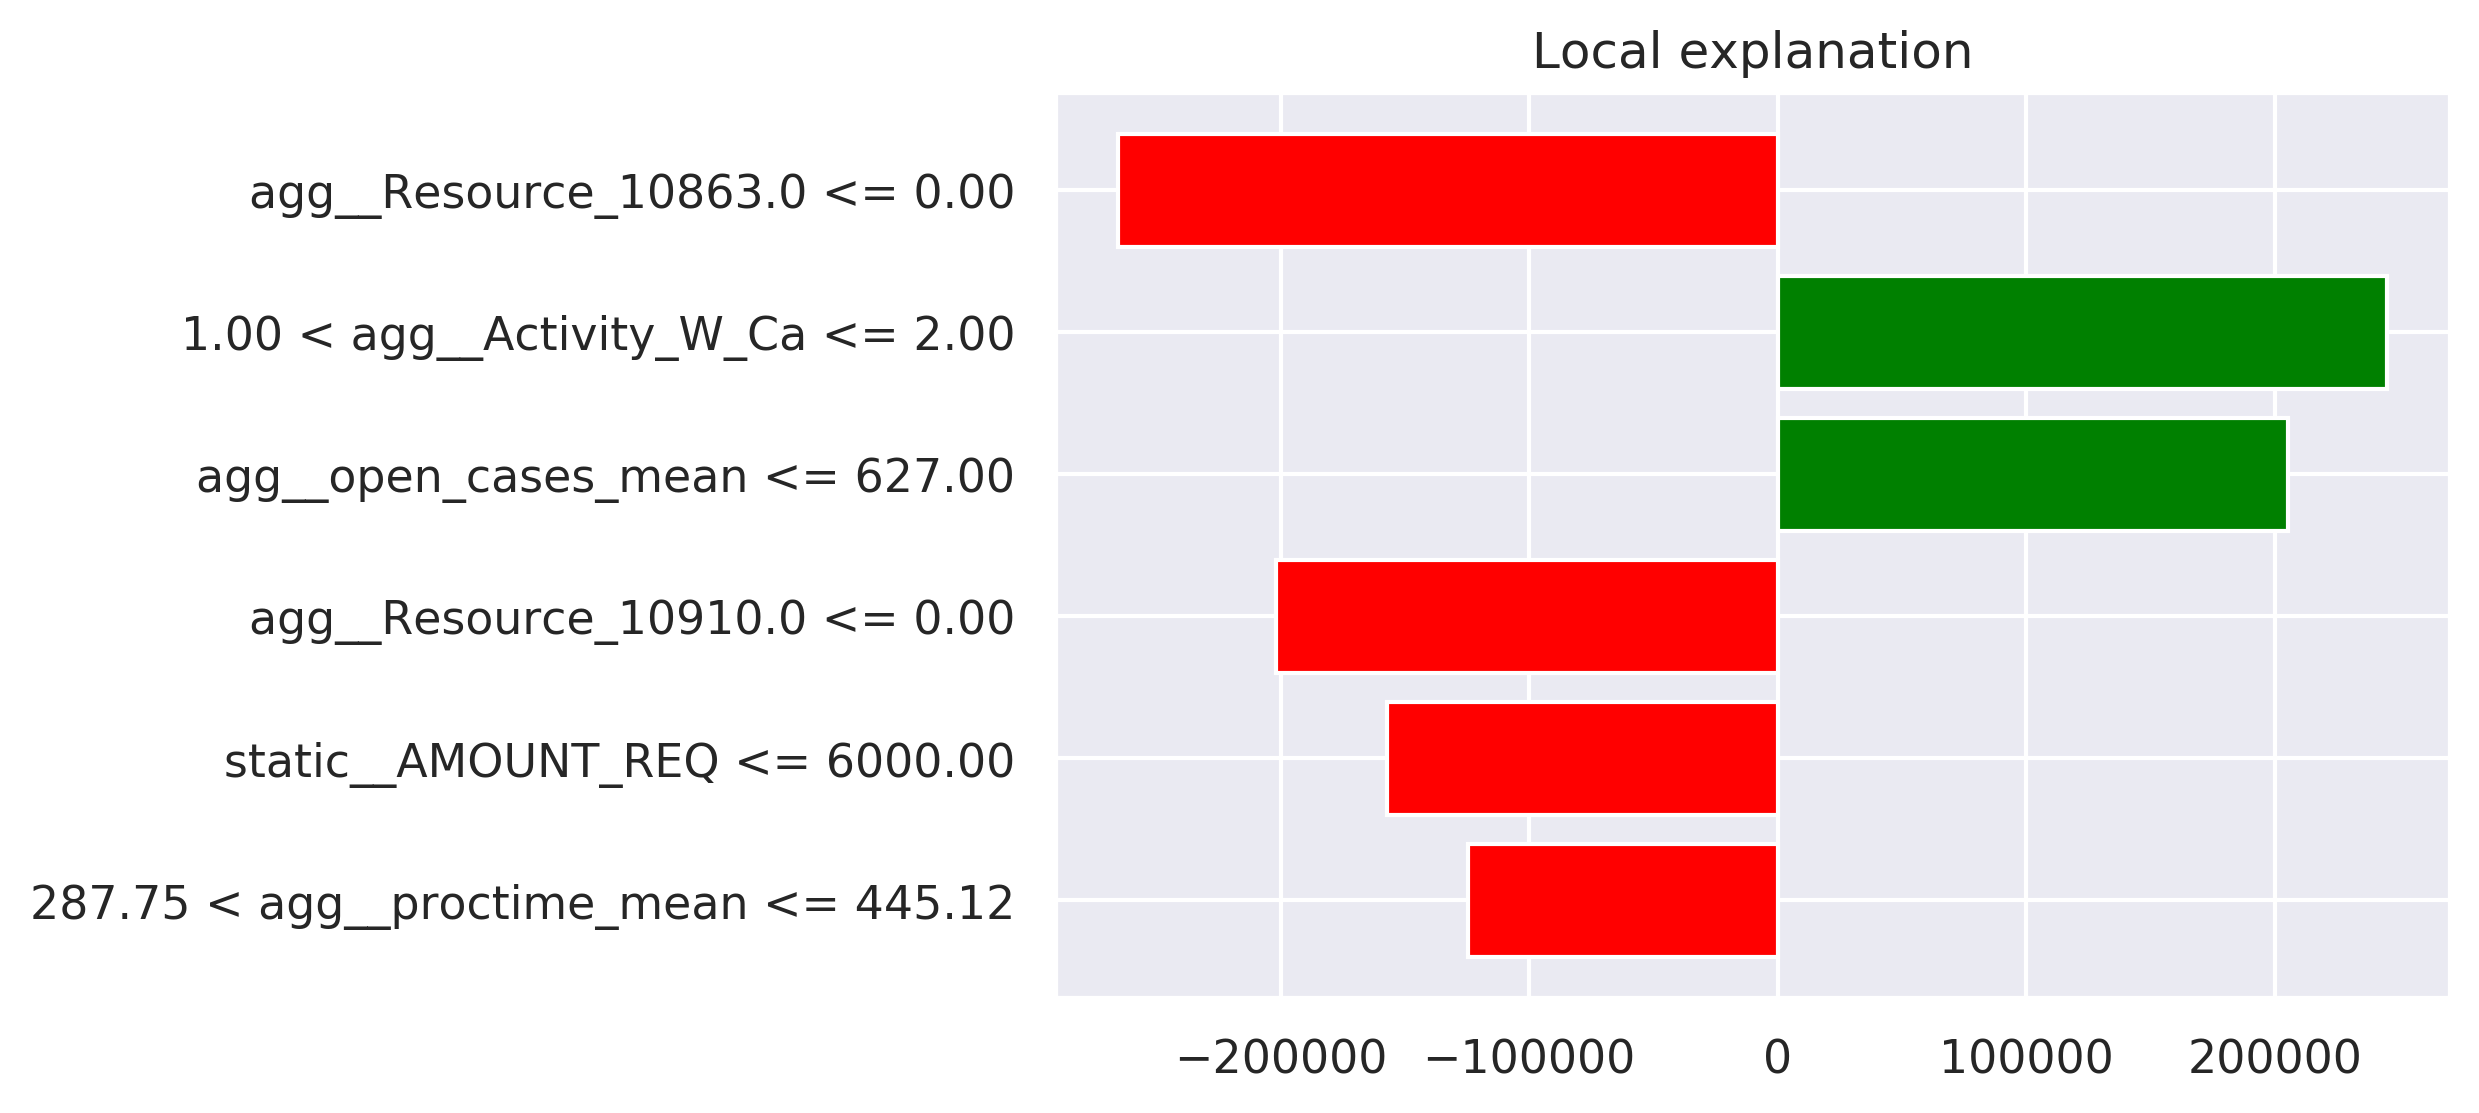 Local explanation
agg__Resource_10863.0 <= 0.00
1.00 < agg__Activity_W_Ca <= 2.00
agg__open_cases_mean <= 627.00
agg__Resource_10910.0 <= 0.00
static__AMOUNT_REQ <= 6000.00
287.75 < agg__proctime_mean <= 445.12
−200000 −100000 0 100000 200000